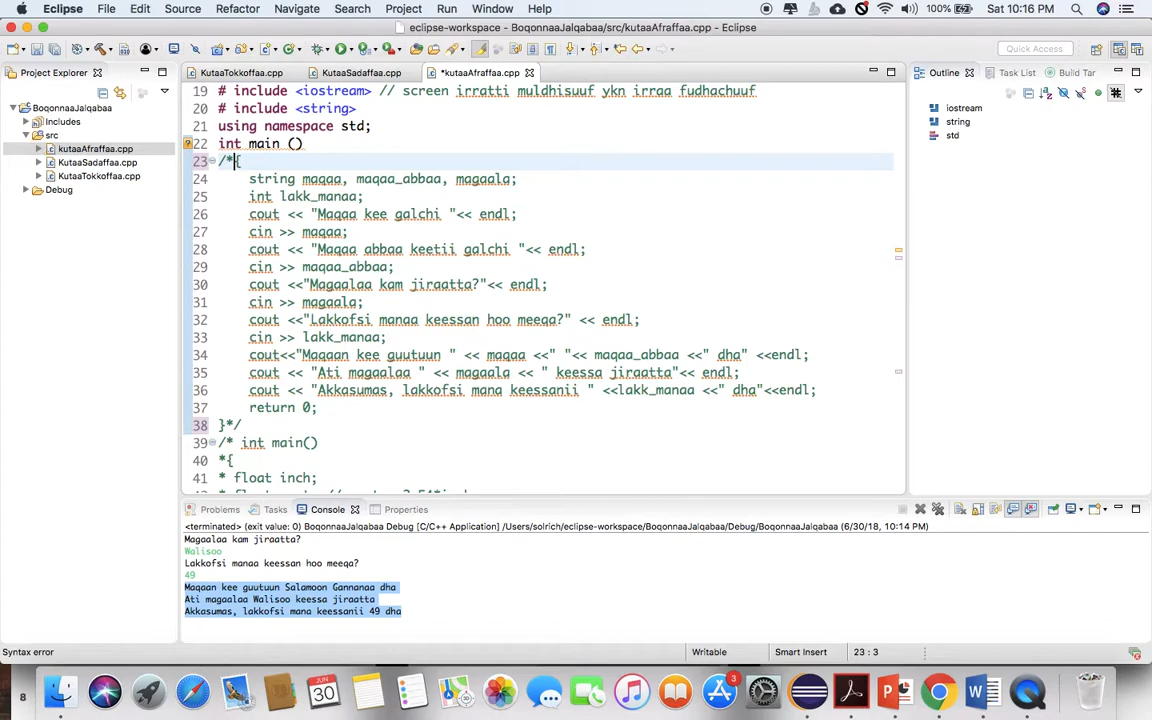 Eclipse File Edit Source Refactor Navigate Search Project Run Window Help 100% Sat 10:16 PM
eclipse-workspace - BoqonnaaJalqabaa/src/kutaaAfraffaa.cpp - Eclipse
Quick Access
Project Explorer
KutaaTokkoffaa.cpp KutaaSadaffaa.cpp *kutaaAfraffaa.cpp
Outline Task List Build Tar
BoqonnaaJalqabaa
Includes
src
kutaaAfraffaa.cpp
KutaaSadaffaa.cpp
KutaaTokkoffaa.cpp
Debug
19 # include <iostream> // screen irratti muldhisuuf ykn irraa fudhachuuf
20 # include <string>
21 using namespace std;
22 int main ()
23 /*{
24 string maqaa, maqaa_abbaa, magaala;
25 int lakk_manaa;
26 cout << "Maqaa kee galchi "<< endl;
27 cin >> maqaa;
28 cout << "Maqaa abbaa keetii galchi "<< endl;
29 cin >> maqaa_abbaa;
30 cout <<"Magaalaa kam jiraatta?"<< endl;
31 cin >> magaala;
32 cout <<"Lakkofsi manaa keessan hoo meeqa?" << endl;
33 cin >> lakk_manaa;
34 cout<<"Maqaan kee guutuun " << maqaa <<" "<< maqaa_abbaa <<" dha" <<endl;
35 cout << "Ati magaalaa " << magaala << " keessa jiraatta"<< endl;
36 cout << "Akkasumas, lakkofsi mana keessanii " <<lakk_manaa <<" dha"<<endl;
37 return 0;
38 }*/
39 /* int main()
40 *{
41 * float inch;
iostream
string
std
Problems Tasks Console Properties
<terminated> (exit value: 0) BoqonnaaJalqabaa Debug [C/C++ Application] /Users/solrich/eclipse-workspace/BoqonnaaJalqabaa/Debug/BoqonnaaJalqabaa (6/30/18, 10:14 PM)
Magaalaa kam jiraatta?
Walisoo
Lakkofsi manaa keessan hoo meeqa?
49
Maqaan kee guutuun Salamoon Gannanaa dha
Ati magaalaa Walisoo keessa jiraatta
Akkasumas, lakkofsi mana keessanii 49 dha
Syntax error Writable Smart Insert 23 : 3
8
JUN
30
3